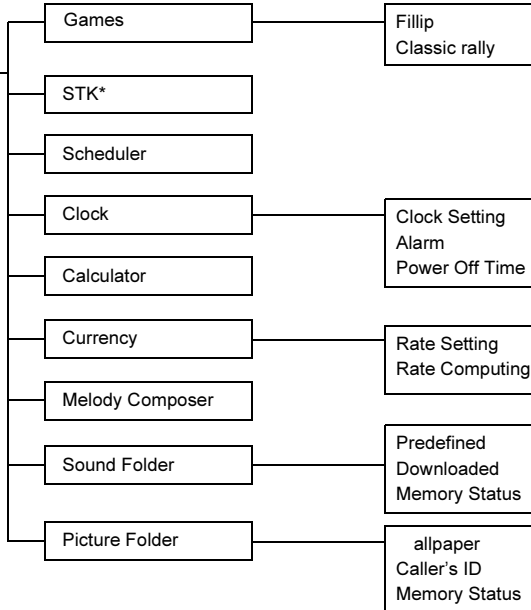 Games
Fillip
Classic rally
STK*
Scheduler
Clock
Clock Setting
Alarm
Power Off Time
Calculator
Currency
Rate Setting
Rate Computing
Melody Composer
Sound Folder
Predefined
Downloaded
Memory Status
Picture Folder
allpaper
Caller's ID
Memory Status